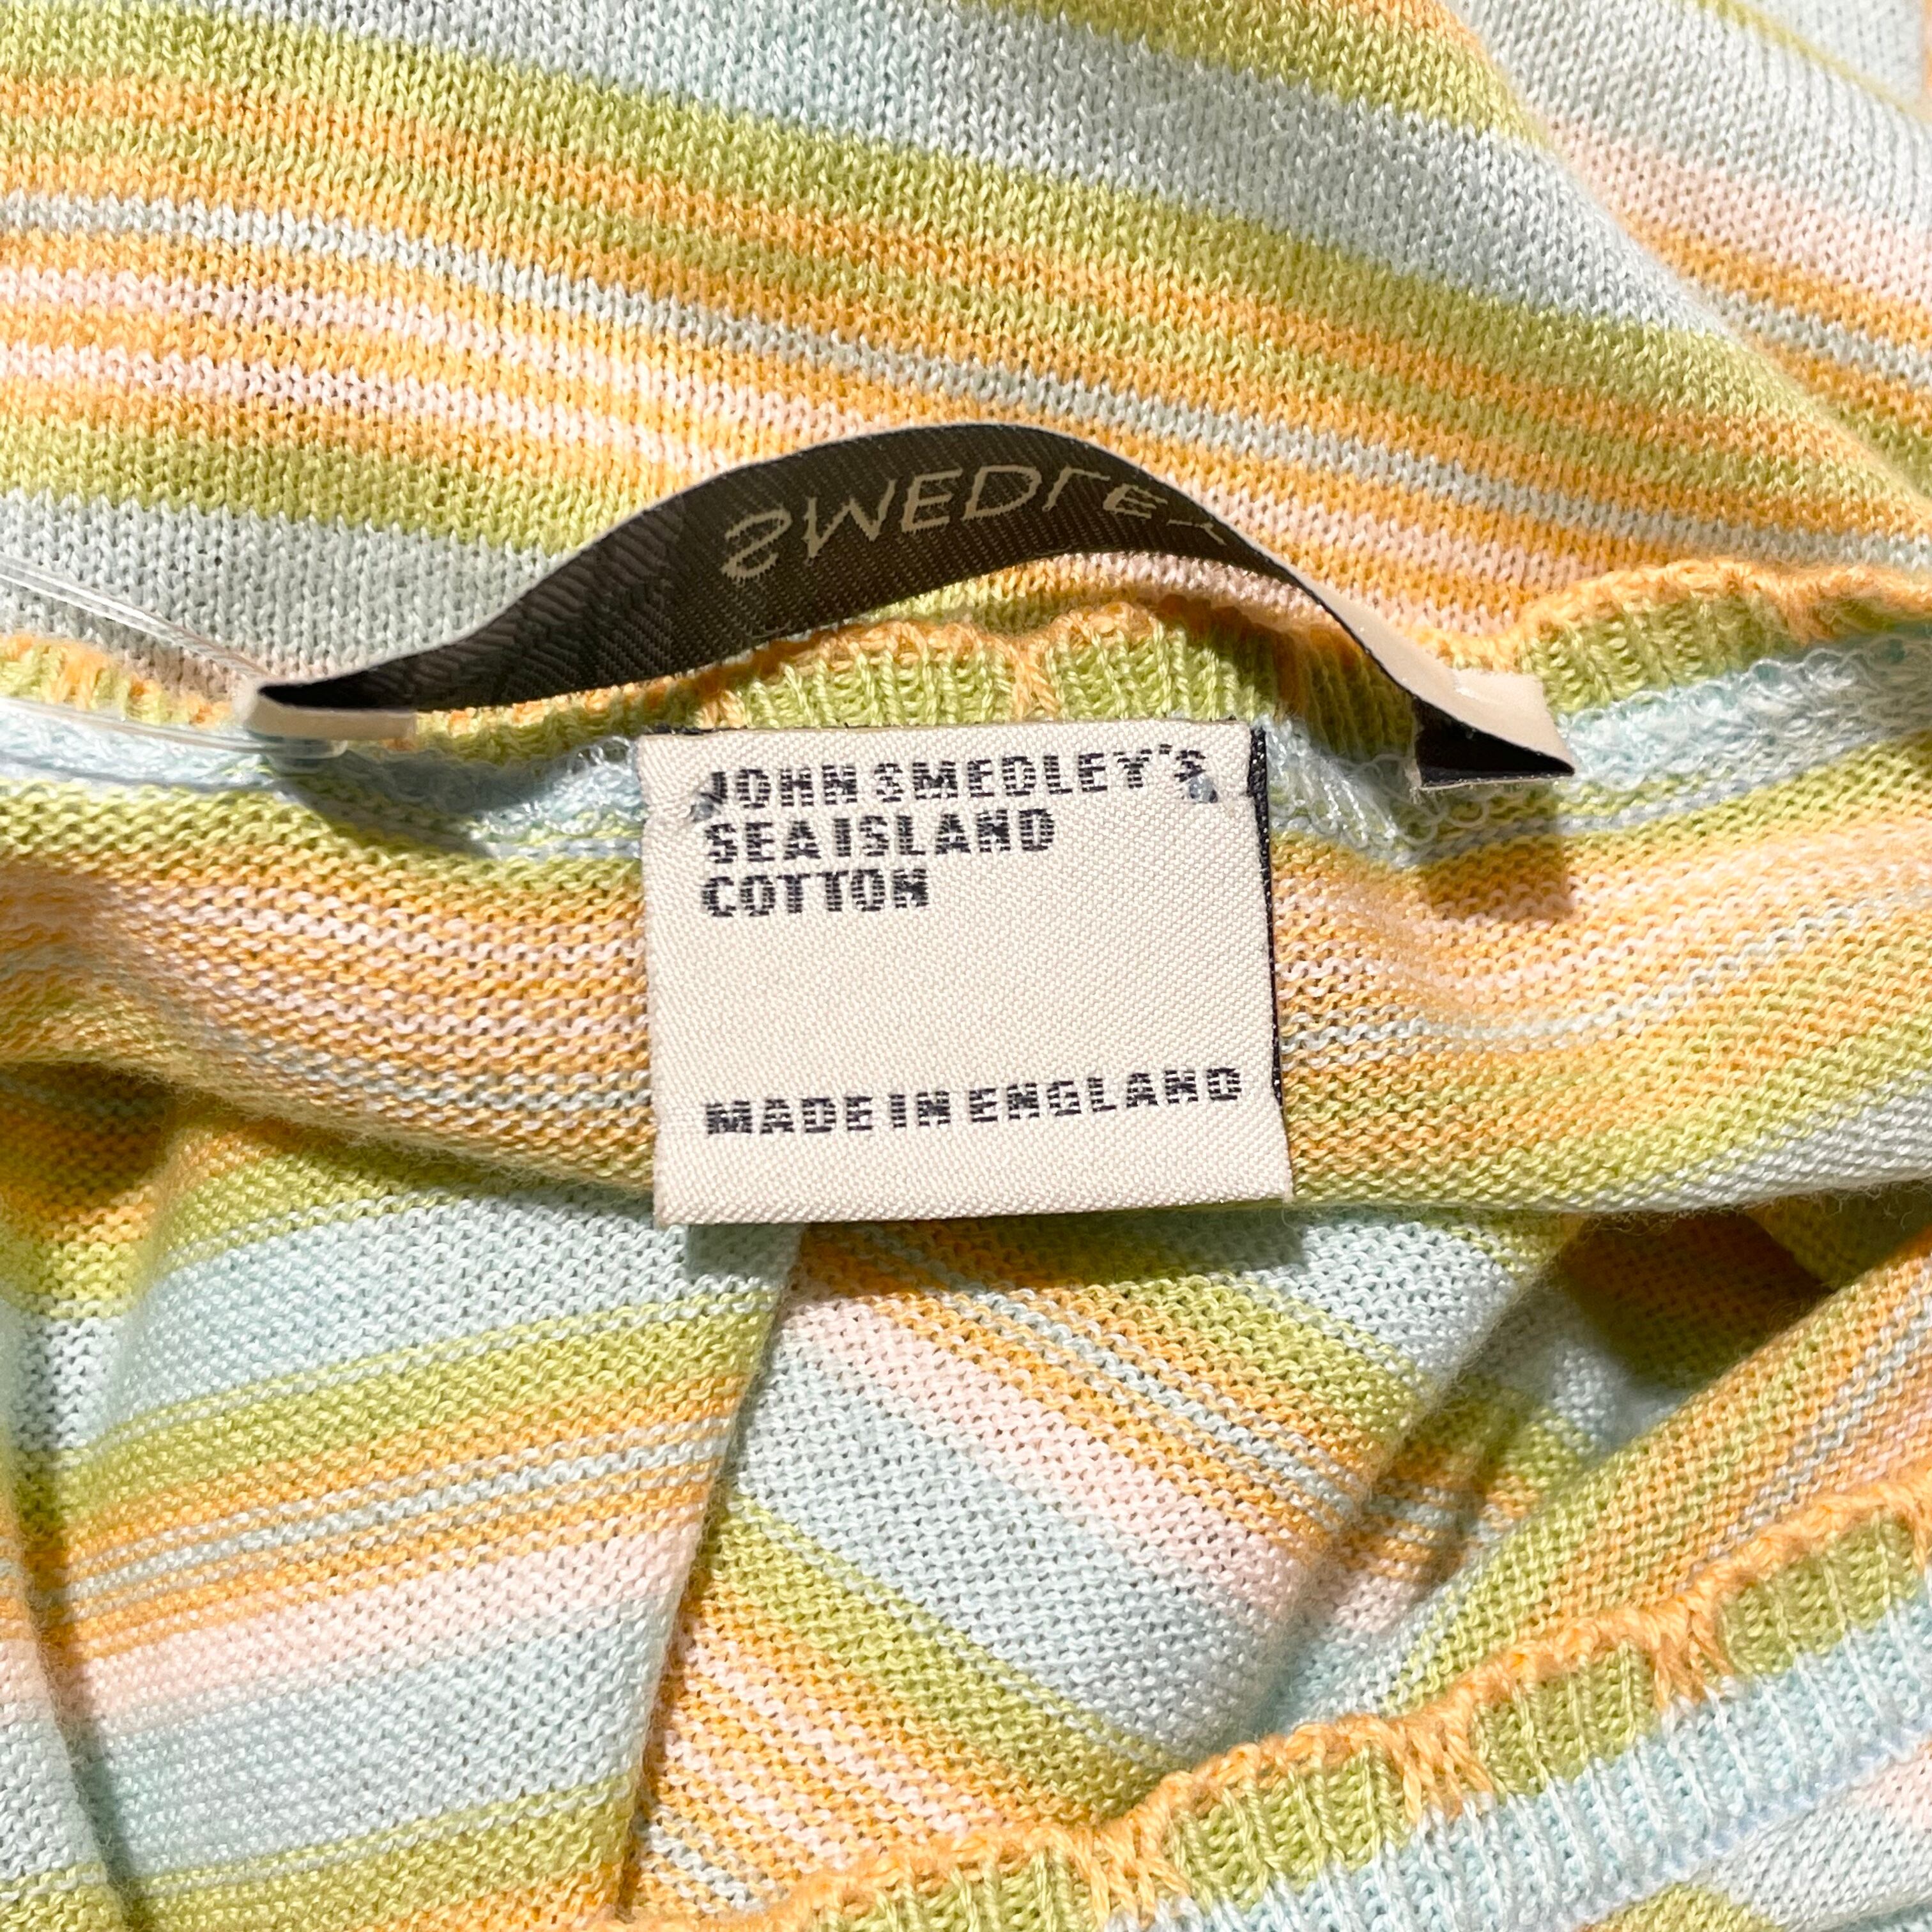 SMEDLEY
JOHN SMEDLEY'S
SEA ISLAND
COTTON
MADE IN ENGLAND